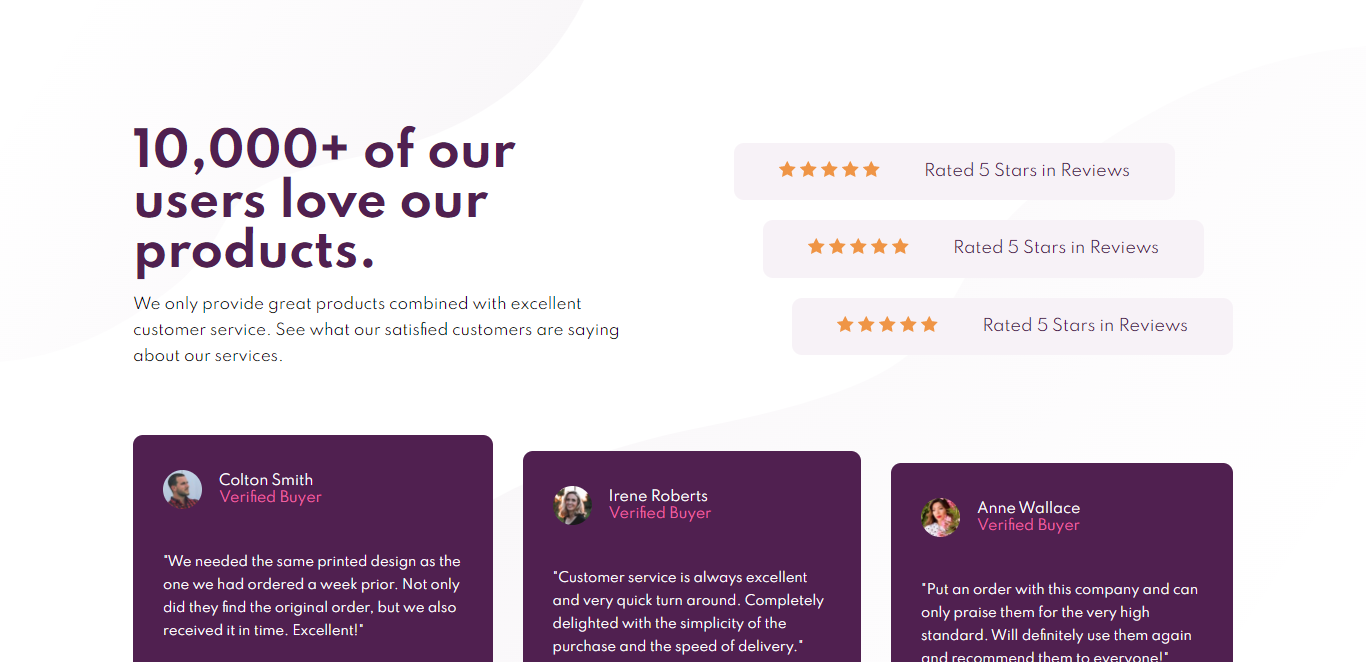 10,000+ of our
users love our
products.
We only provide great products combined with excellent
customer service. See what our satisfied customers are saying
about our services.
Rated 5 Stars in Reviews
Rated 5 Stars in Reviews
Rated 5 Stars in Reviews
Colton Smith
Verified Buyer
"We needed the same printed design as the
one we had ordered a week prior. Not only
did they find the original order, but we also
received it in time. Excellent!"
Irene Roberts
Verified Buyer
"Customer service is always excellent
and very quick turn around. Completely
delighted with the simplicity of the
purchase and the speed of delivery."
Anne Wallace
Verified Buyer
"Put an order with this company and can
only praise them for the very high
standard. Will definitely use them again
and recommend them to everyone!"